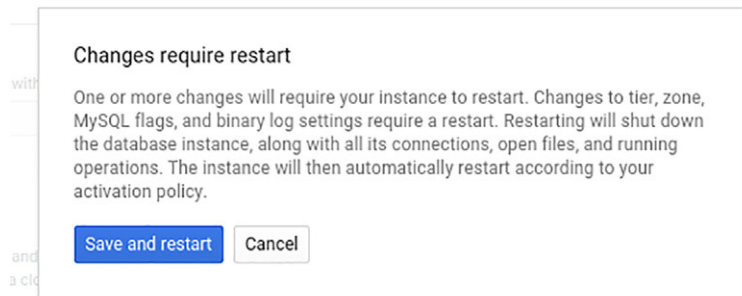 Changes require restart
with
One or more changes will require your instance to restart. Changes to tier, zone,
MySQL flags, and binary log settings require a restart. Restarting will shut down
the database instance, along with all its connections, open files, and running
operations. The instance will then automatically restart according to your
activation policy.
Save and restart Cancel
and
a clo